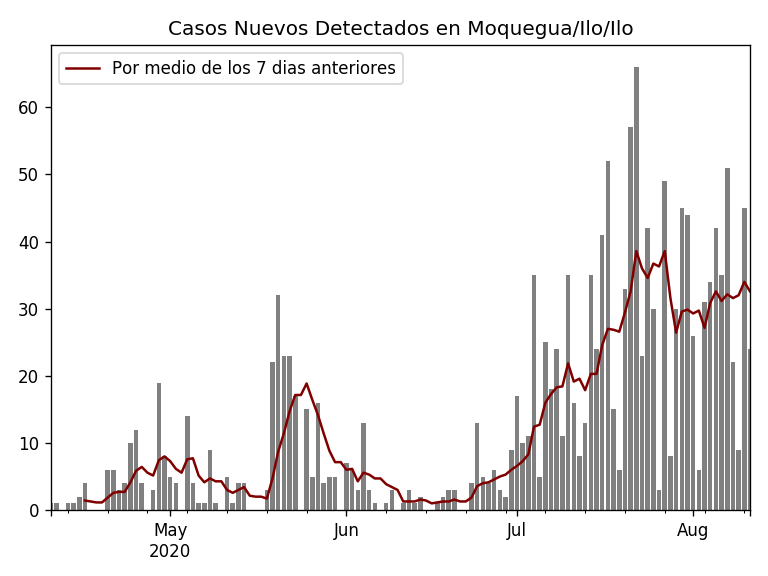 Casos Nuevos Detectados en Moquegua/Ilo/Ilo
Por medio de los 7 dias anteriores
60
50
40
30
20
10
0
May
2020
Jun
Jul
Aug